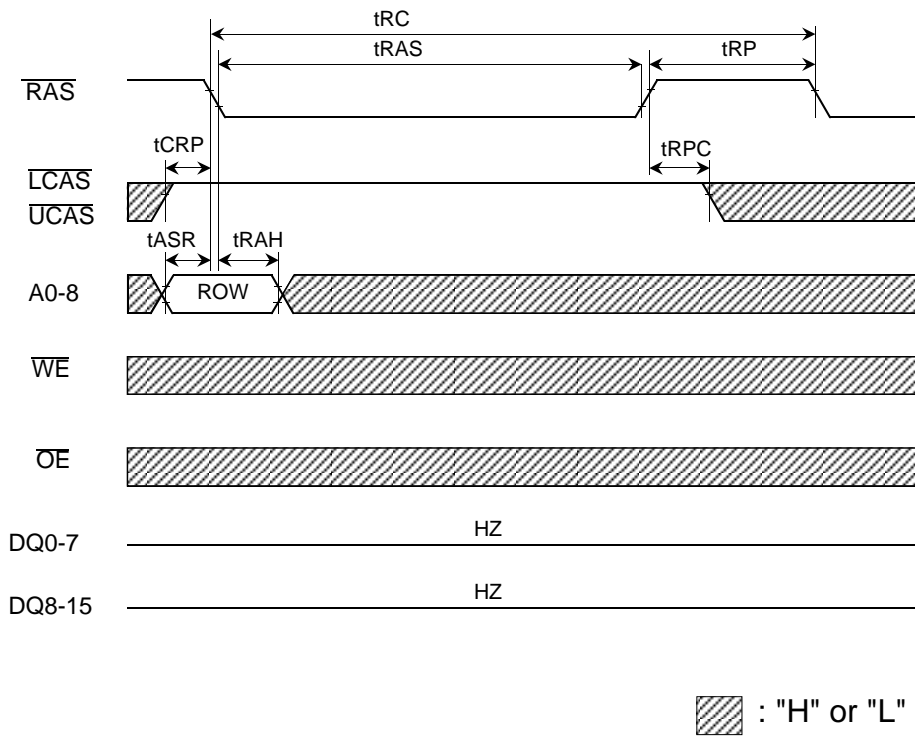 tRC
tRAS
tRP
RAS
tCRP
tRPC
LCAS
UCAS
tASR
tRAH
A0-8
ROW
WE
OE
HZ
DQ0-7
HZ
DQ8-15
: "H" or "L"